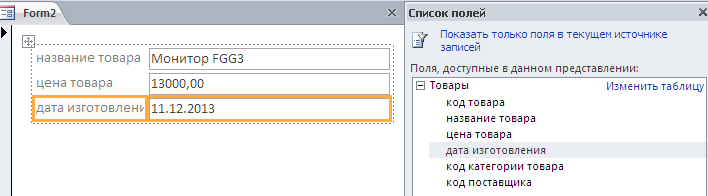 Form2
название товара Монитор FGG3
цена товара 13000,00
дата изготовлени 11.12.2013
Список полей
Показать только поля в текущем источнике
записей
Поля, доступные в данном представлении:
Товары Изменить таблицу
код товара
название товара
цена товара
дата изготовления
код категории товара
код поставщика